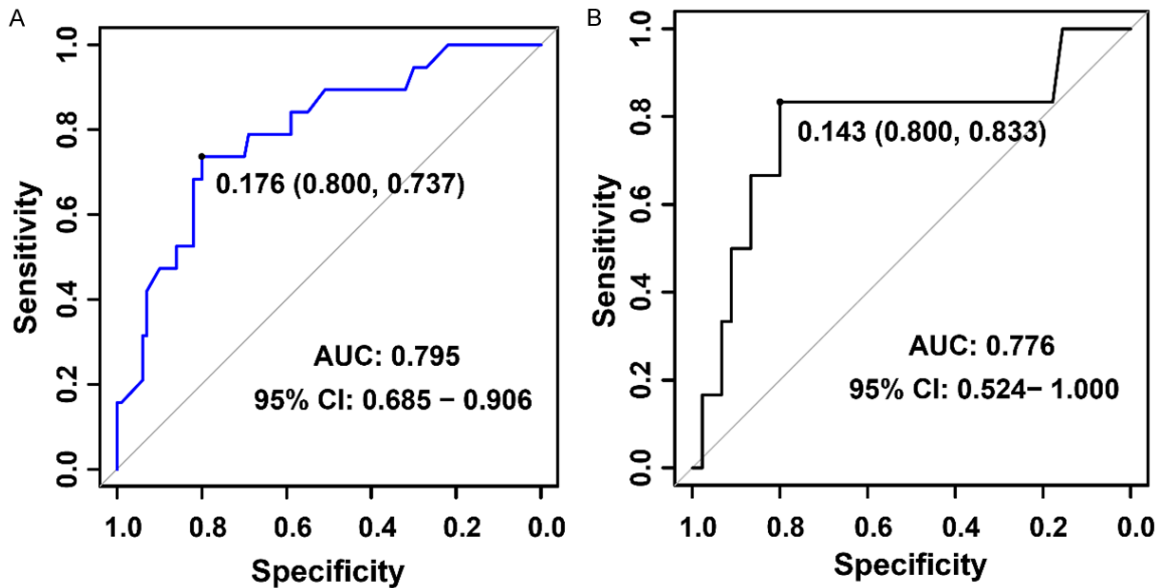 A
Sensitivity
1.0
0.8
0.6
0.4
0.2
0.0
0.176 (0.800, 0.737)
AUC: 0.795
95% CI: 0.685 – 0.906
1.0 0.8 0.6 0.4 0.2 0.0
Specificity
B
Sensitivity
1.0
0.8
0.6
0.4
0.2
0.0
0.143 (0.800, 0.833)
AUC: 0.776
95% CI: 0.524– 1.000
1.0 0.8 0.6 0.4 0.2 0.0
Specificity